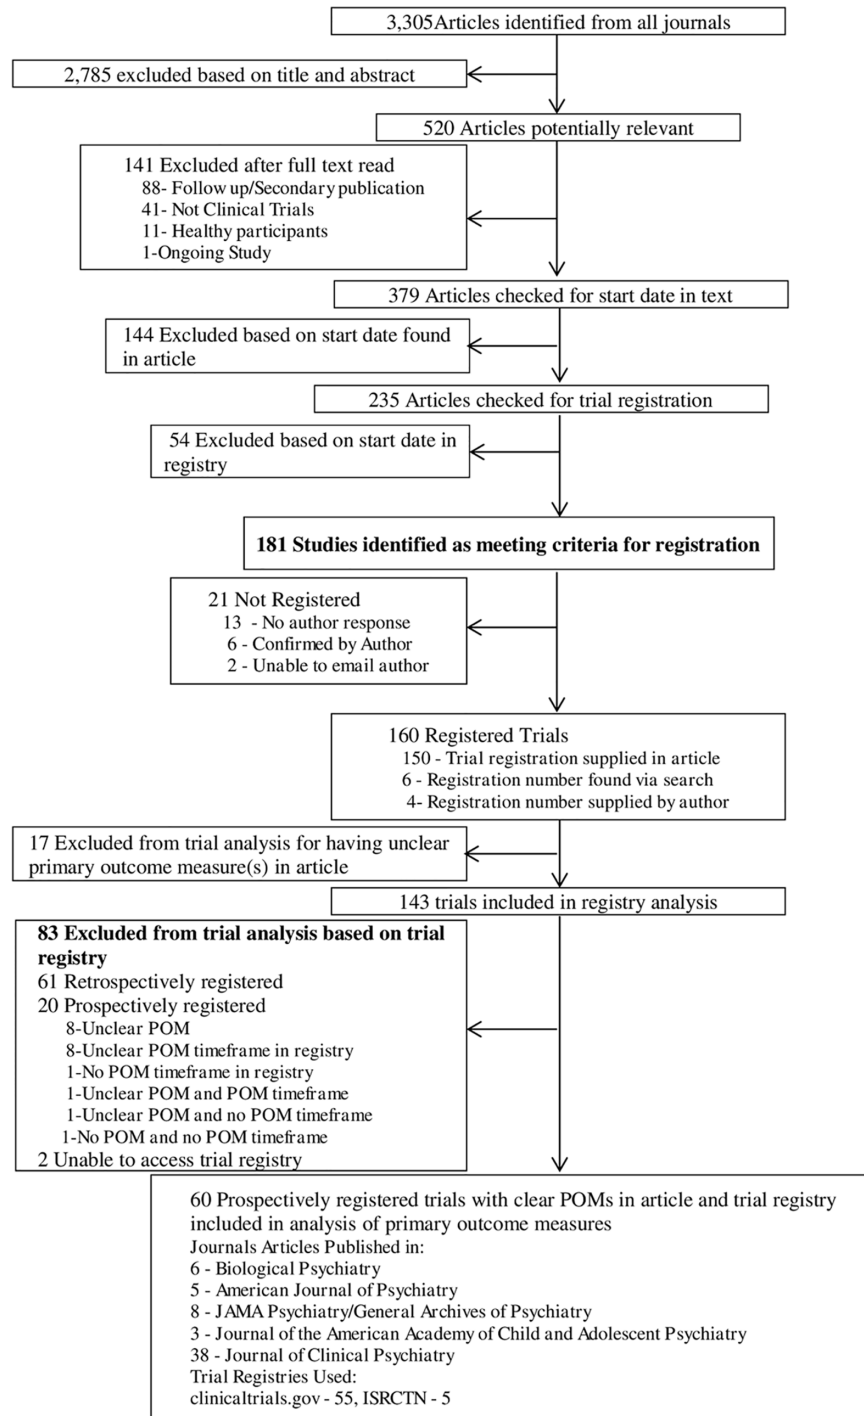 3,305Articles identified from all journals
2,785 excluded based on title and abstract
520 Articles potentially relevant
141 Excluded after full text read
88- Follow up/Secondary publication
41- Not Clinical Trials
11- Healthy participants
1-Ongoing Study
379 Articles checked for start date in text
144 Excluded based on start date found
in article
235 Articles checked for trial registration
54 Excluded based on start date in
registry
181 Studies identified as meeting criteria for registration
21 Not Registered
13 - No author response
6 - Confirmed by Author
2 - Unable to email author
160 Registered Trials
150 - Trial registration supplied in article
6 - Registration number found via search
4- Registration number supplied by author
17 Excluded from trial analysis for having unclear
primary outcome measure(s) in article
143 trials included in registry analysis
83 Excluded from trial analysis based on trial
registry
61 Retrospectively registered
20 Prospectively registered
8-Unclear POM
8-Unclear POM timeframe in registry
1-No POM timeframe in registry
1-Unclear POM and POM timeframe
1-Unclear POM and no POM timeframe
1-No POM and no POM timeframe
2 Unable to access trial registry
60 Prospectively registered trials with clear POMs in article and trial registry
included in analysis of primary outcome measures
Journals Articles Published in:
6 - Biological Psychiatry
5 - American Journal of Psychiatry
8 - JAMA Psychiatry/General Archives of Psychiatry
3 - Journal of the American Academy of Child and Adolescent Psychiatry
38 - Journal of Clinical Psychiatry
Trial Registries Used:
clinicaltrials.gov - 55, ISRCTN - 5